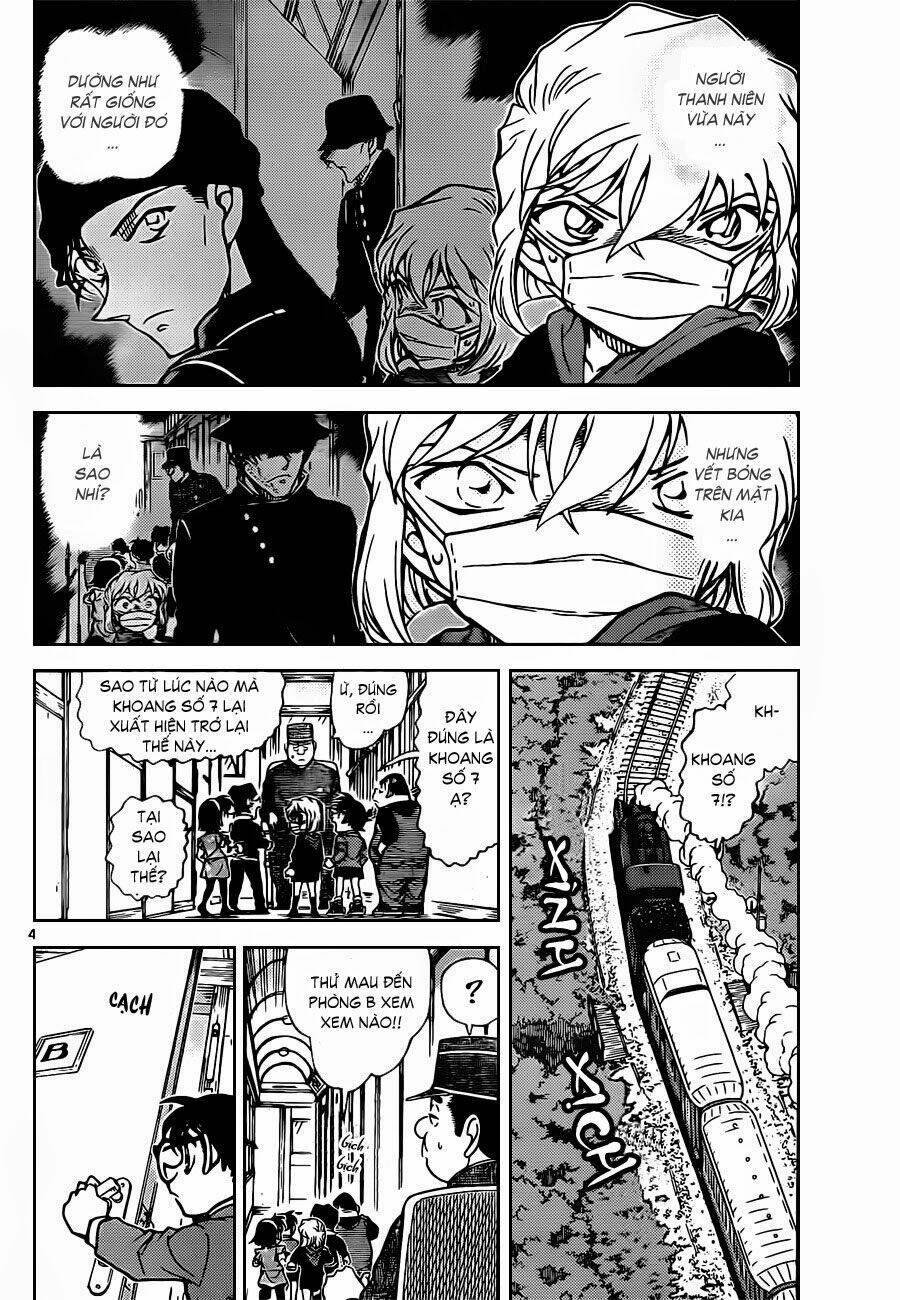 NGƯỜI
THANH NIÊN
VỪA NÃY
...
DƯỜNG NHƯ
RẤT GIỐNG
VỚI NGƯỜI ĐÓ
...
NHƯNG
VẾT BỎNG
TRÊN MẶT
KIA
...
LÀ
SAO
NHỈ?
KH-
KHOANG
SỐ
7!?
XÌNH
XỊCH
ĐÂY
ĐÚNG LÀ
KHOANG
SỐ 7
Ạ?
Ừ, ĐÚNG
RỒI
...
SAO TỪ LÚC NÀO MÀ
KHOANG SỐ 7 LẠI
XUẤT HIỆN TRỞ LẠI
THẾ NÀY...
TẠI
SAO LẠI
THẾ?
4
?
THỬ MAU ĐẾN
PHÒNG B XEM
XEM NÀO!!
Gịch
Gịch
CẠCH
B